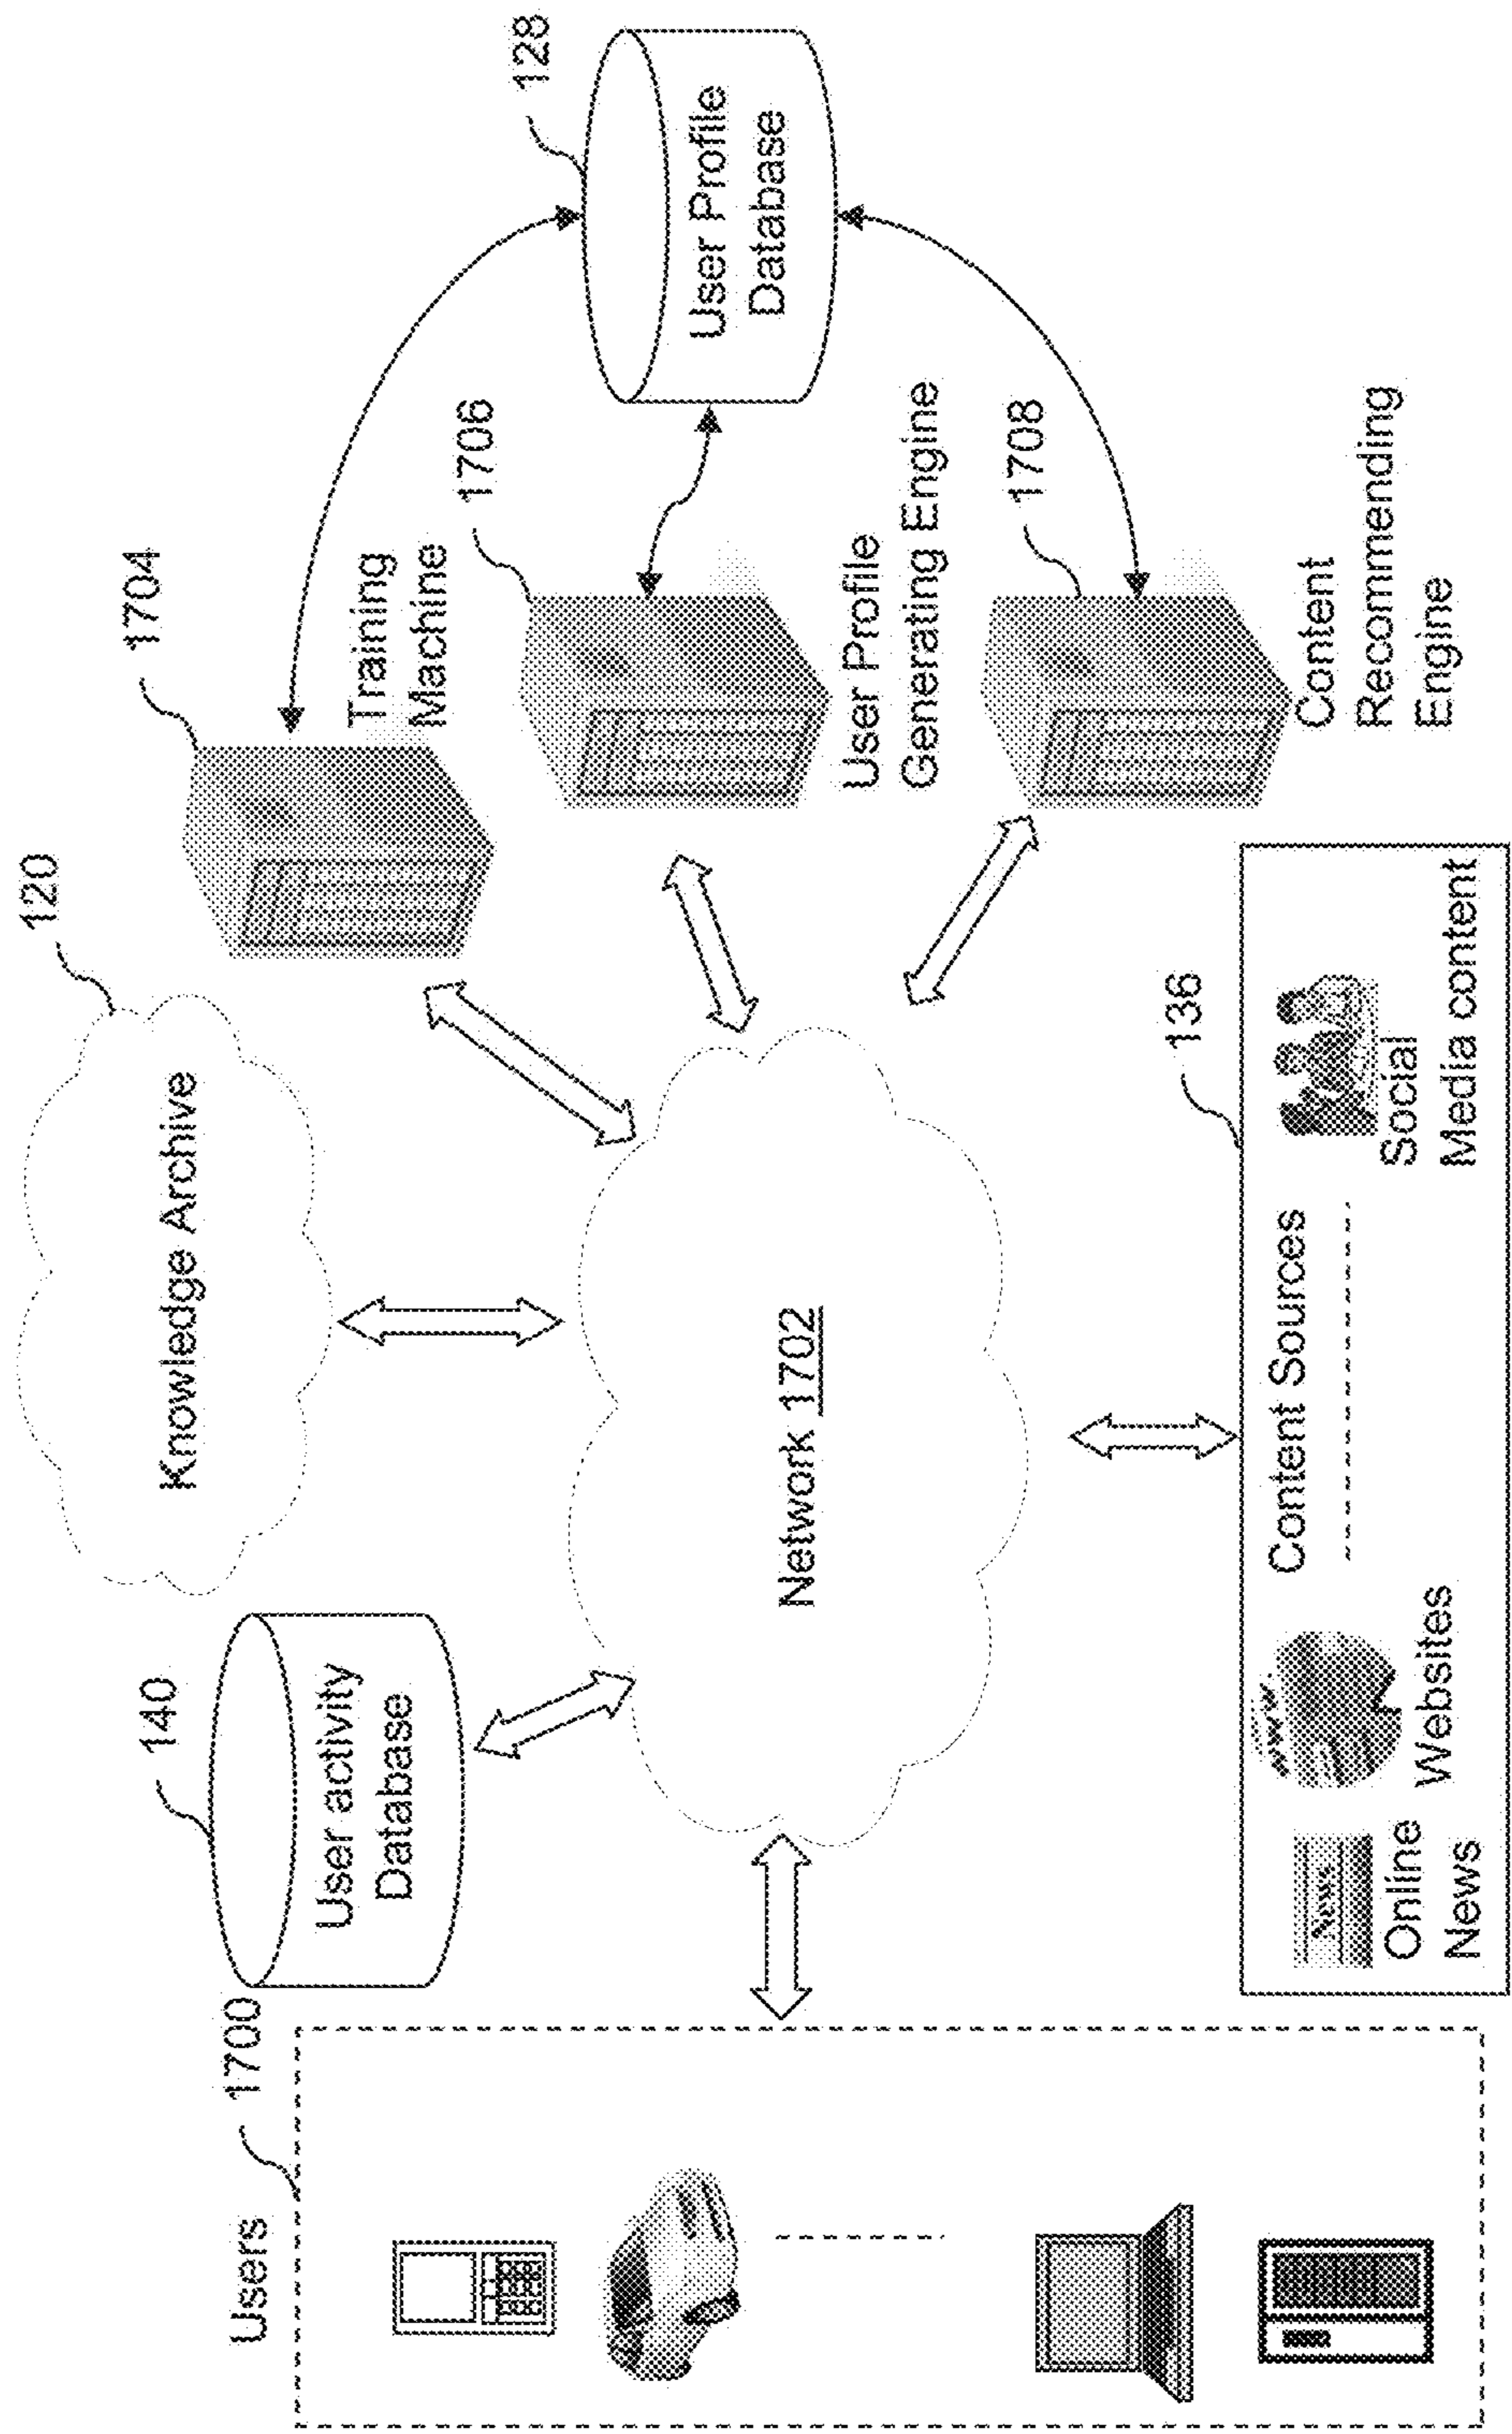 Users
1700
140
User activity
Database
120
Knowledge Archive
1704
Training
Machine
1706
User Profile
Generating Engine
1708
Content
Recommending
Engine
128
User Profile
Database
Network 1702
136
Content Sources
News
Online
News
WWW
Websites
Social
Media content